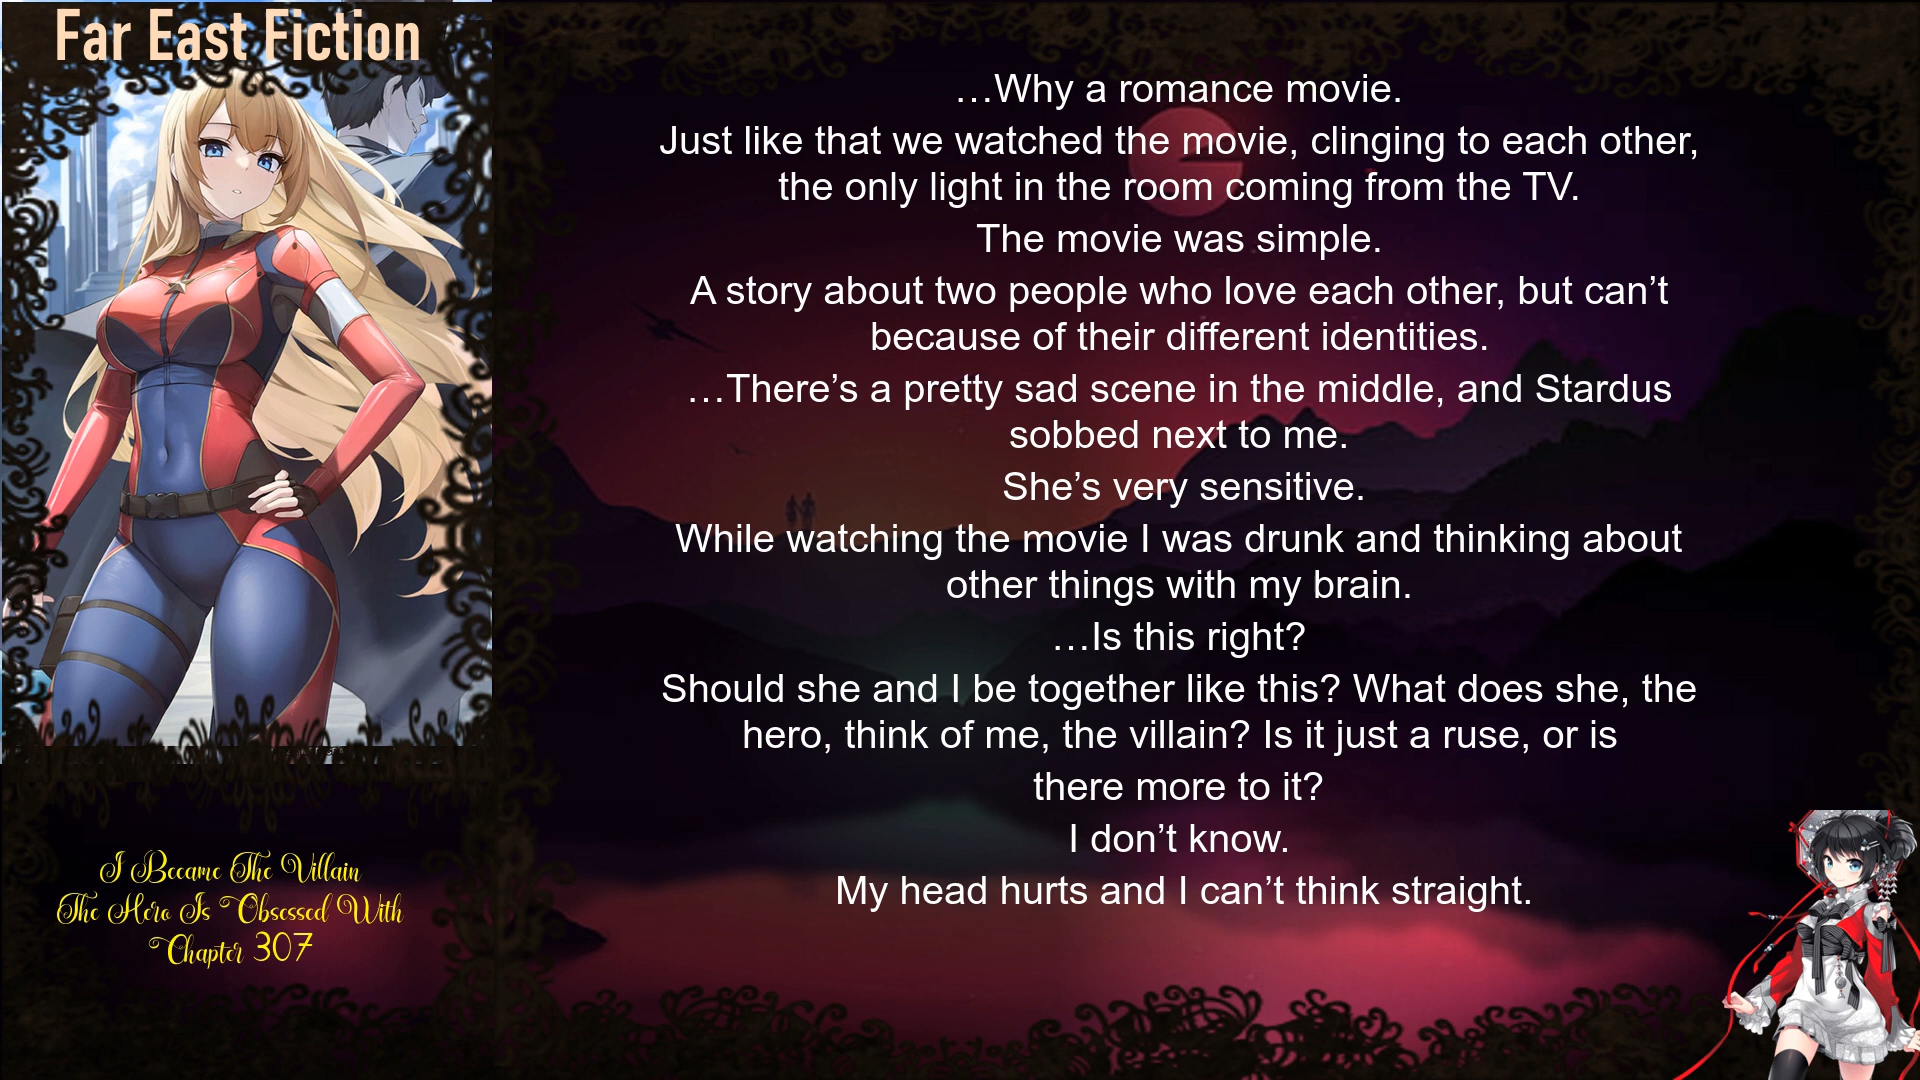 Far East Fiction
…Why a romance movie.
Just like that we watched the movie, clinging to each other,
the only light in the room coming from the TV.
The movie was simple.
A story about two people who love each other, but can’t
because of their different identities.
…There’s a pretty sad scene in the middle, and Stardus
sobbed next to me.
She’s very sensitive.
While watching the movie I was drunk and thinking about
other things with my brain.
…Is this right?
Should she and I be together like this? What does she, the
hero, think of me, the villain? Is it just a ruse, or is
there more to it?
I don’t know.
My head hurts and I can’t think straight.
I Became The Villain
The Hero Is Obsessed With
Chapter 307